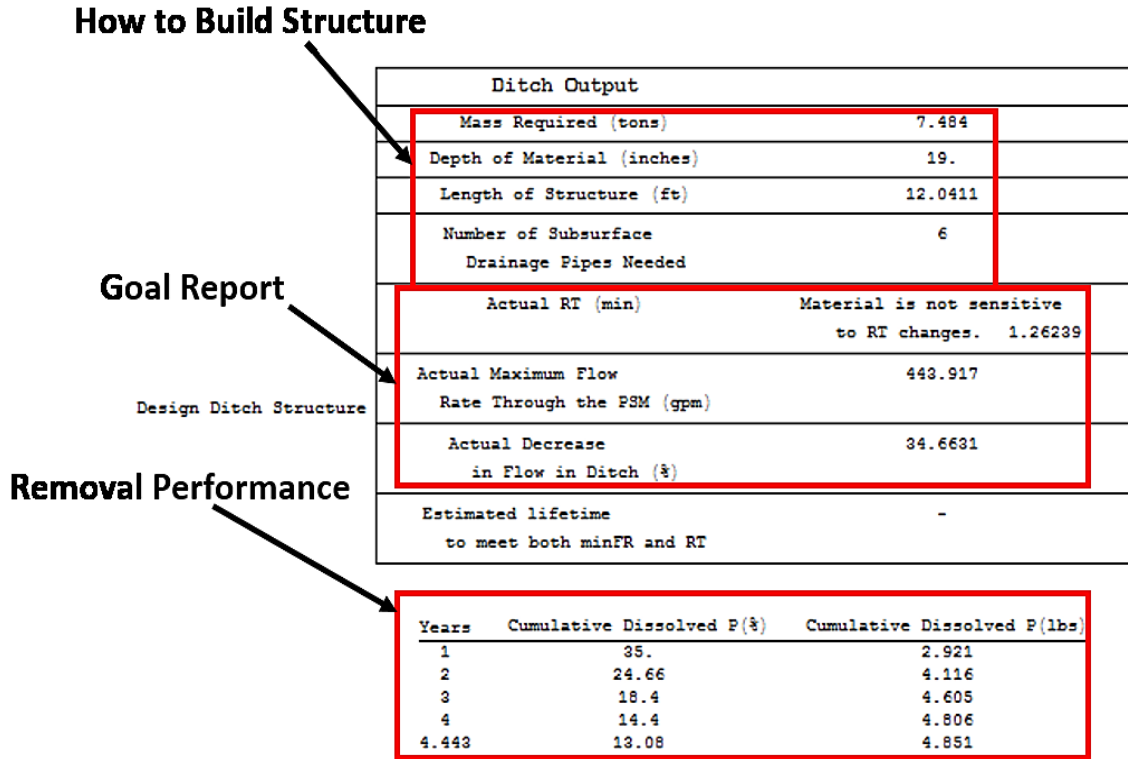 How to Build Structure
Ditch Output
Mass Required (tons) 7.484
Depth of Material (inches) 19.
Length of Structure (ft) 12.0411
Number of Subsurface 6
Drainage Pipes Needed
Goal Report
Actual RT (min) Material is not sensitive
to RT changes. 1.26239
Actual Maximum Flow 443.917
Rate Through the PSM (gpm)
Design Ditch Structure
Actual Decrease 34.6631
in Flow in Ditch (%)
Removal Performance
Estimated lifetime -
to meet both minFR and RT
Years Cumulative Dissolved P(%) Cumulative Dissolved P(lbs)
1 35. 2.921
2 24.66 4.116
3 18.4 4.605
4 14.4 4.806
4.443 13.08 4.851